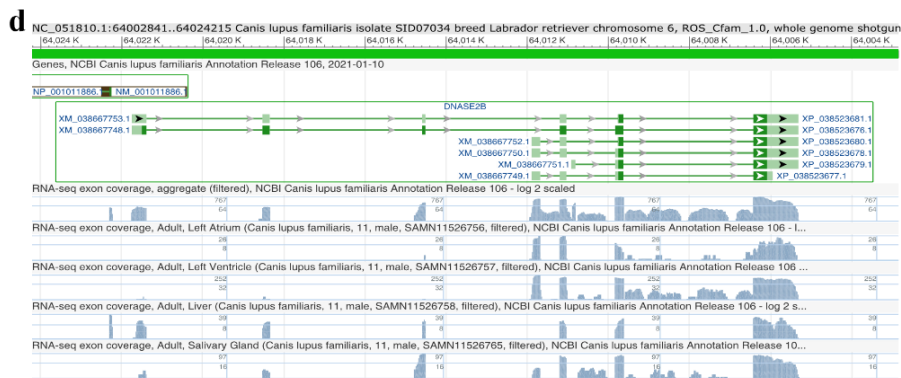 d
NC_051810.1:64002841..64024215 Canis lupus familiaris isolate SID07034 breed Labrador retriever chromosome 6, ROS_Cfam_1.0, whole genome shotgun
64,024 K 64,022 K 64,020 K 64,018 K 64,016 K 64,014 K 64,012 K 64,010 K 64,008 K 64,006 K 64,004 K
Genes, NCBI Canis lupus familiaris Annotation Release 106, 2021-01-10
NP_001011886.1 NM_001011886.1
DNASE2B
XM_038667753.1 XP_038523681.1
XM_038667748.1 XP_038523676.1
XM_038667752.1 XP_038523680.1
XM_038667750.1 XP_038523678.1
XM_038667751.1 XP_038523679.1
XM_038667749.1 XP_038523677.1
RNA-seq exon coverage, aggregate (filtered), NCBI Canis lupus familiaris Annotation Release 106 - log 2 scaled
767 767 767
64 64 64
RNA-seq exon coverage, Adult, Left Atrium (Canis lupus familiaris, 11, male, SAMN11526756, filtered), NCBI Canis lupus familiaris Annotation Release 106 - l...
26 26 26
8 8 8
RNA-seq exon coverage, Adult, Left Ventricle (Canis lupus familiaris, 11, male, SAMN11526757, filtered), NCBI Canis lupus familiaris Annotation Release 106 ...
252 252 252
32 32 32
RNA-seq exon coverage, Adult, Liver (Canis lupus familiaris, 11, male, SAMN11526758, filtered), NCBI Canis lupus familiaris Annotation Release 106 - log 2 s...
39 39 39
8 8 8
RNA-seq exon coverage, Adult, Salivary Gland (Canis lupus familiaris, 11, male, SAMN11526765, filtered), NCBI Canis lupus familiaris Annotation Release 10...
97 97 97
16 16 16